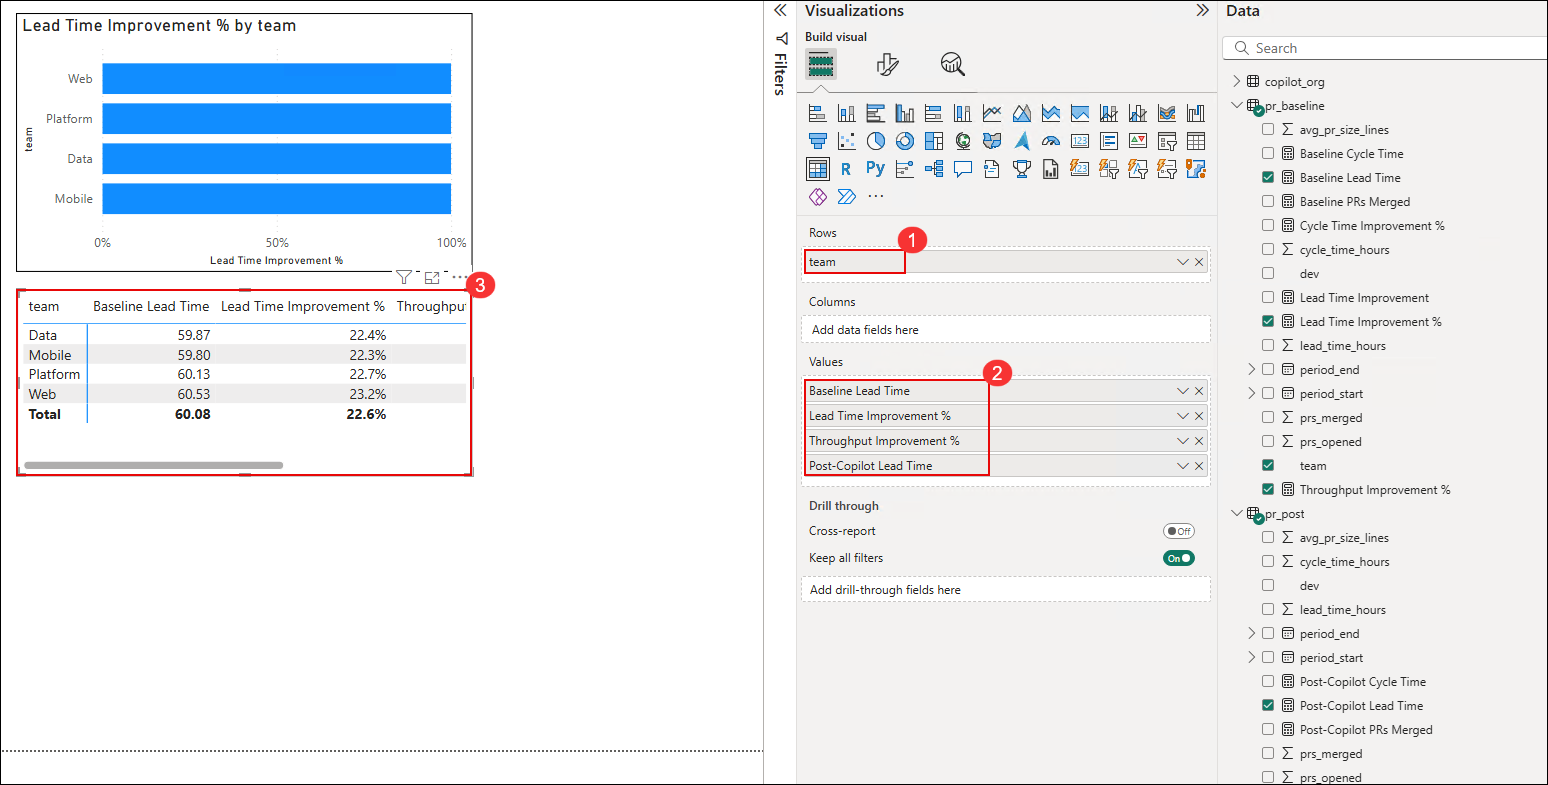 Lead Time Improvement % by team
Web
Platform
Data
Mobile
team
0%
50%
100%
Lead Time Improvement %
3
team Baseline Lead Time Lead Time Improvement % Throughpu
Data 59.87 22.4%
Mobile 59.80 22.3%
Platform 60.13 22.7%
Web 60.53 23.2%
Total 60.08 22.6%
Filters
Visualizations
Build visual
123
R
Py
123
Rows
1
team
Columns
Add data fields here
Values
2
Baseline Lead Time
Lead Time Improvement %
Throughput Improvement %
Post-Copilot Lead Time
Drill through
Cross-report Off
Keep all filters On
Add drill-through fields here
Data
Search
copilot_org
pr_baseline
avg_pr_size_lines
Baseline Cycle Time
Baseline Lead Time
Baseline PRs Merged
Cycle Time Improvement %
cycle_time_hours
dev
Lead Time Improvement
Lead Time Improvement %
lead_time_hours
period_end
period_start
prs_merged
prs_opened
team
Throughput Improvement %
pr_post
avg_pr_size_lines
cycle_time_hours
dev
lead_time_hours
period_end
period_start
Post-Copilot Cycle Time
Post-Copilot Lead Time
Post-Copilot PRs Merged
prs_merged
prs_opened